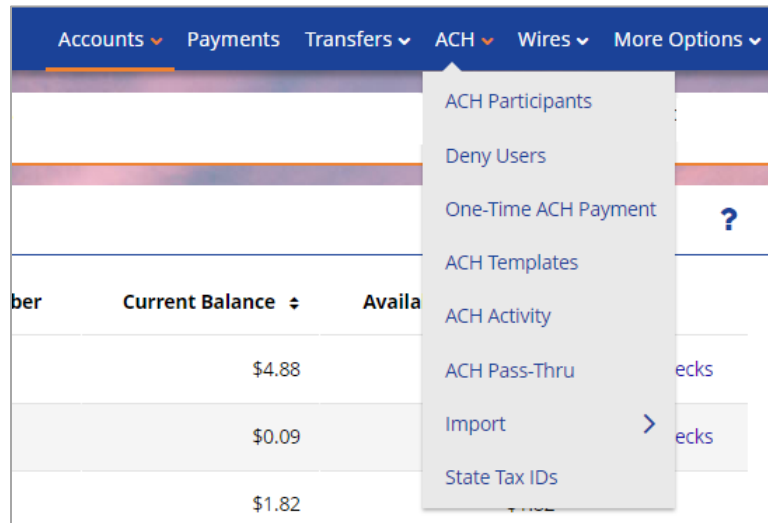 Accounts Payments Transfers ACH Wires More Options
ACH Participants
Deny Users
One-Time ACH Payment
?
ACH Templates
ber Current Balance Availa
ACH Activity
$4.88
ACH Pass-Thru
ecks
Import
$0.09
ecks
State Tax IDs
$1.82